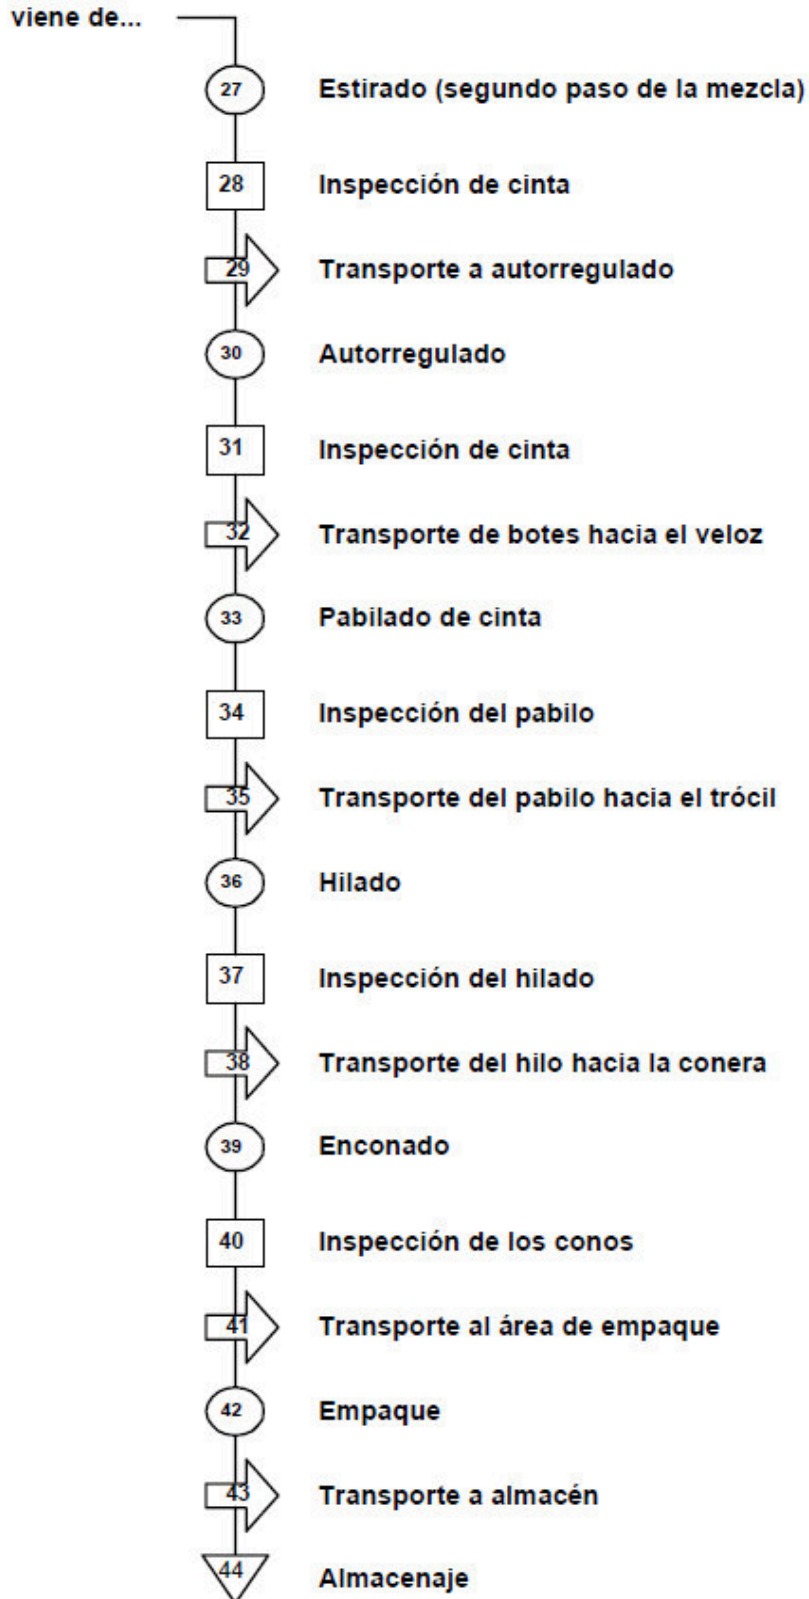 viene de...
27 Estirado (segundo paso de la mezcla)
28 Inspección de cinta
29 Transporte a autorregulado
30 Autorregulado
31 Inspección de cinta
32 Transporte de botes hacia el veloz
33 Pabilado de cinta
34 Inspección del pabilo
35 Transporte del pabilo hacia el trócil
36 Hilado
37 Inspección del hilado
38 Transporte del hilo hacia la conera
39 Enconado
40 Inspección de los conos
41 Transporte al área de empaque
42 Empaque
43 Transporte a almacén
44 Almacenaje